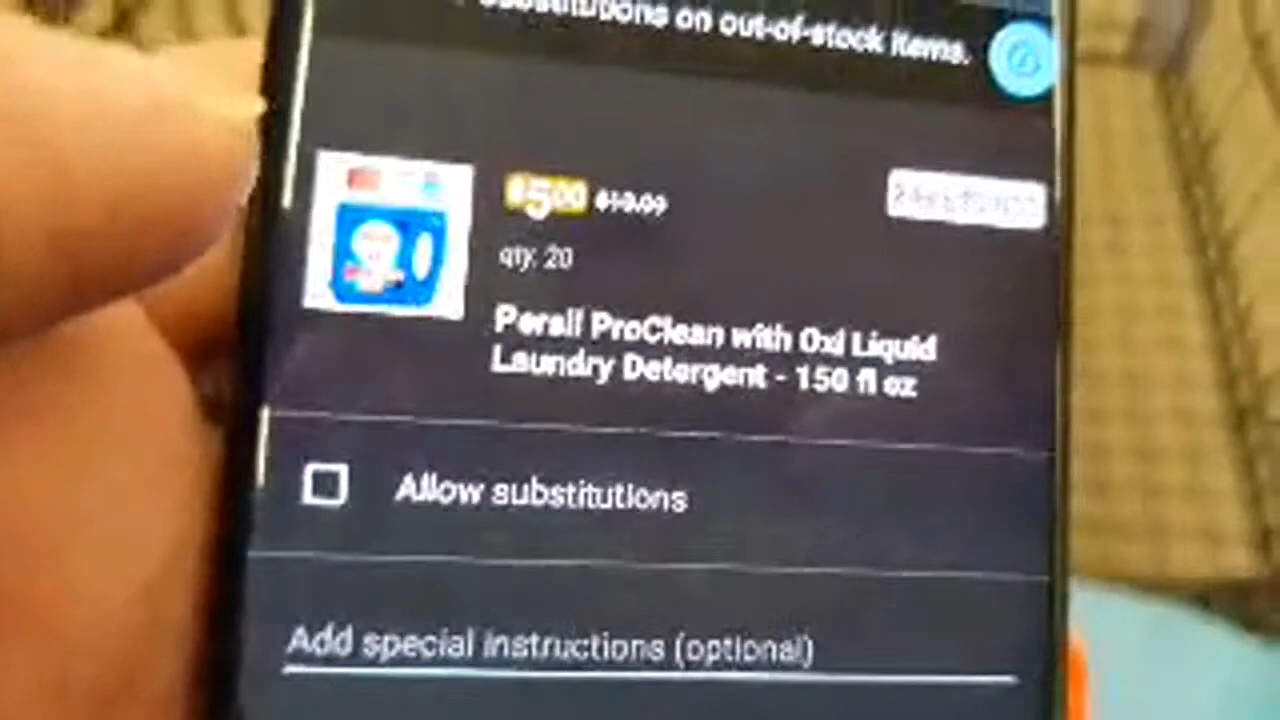 substitutions on out-of-stock items.
$5.00
qty: 20
Persil ProClean with Oxi Liquid
Laundry Detergent - 150 fl oz
Allow substitutions
Add special instructions (optional)